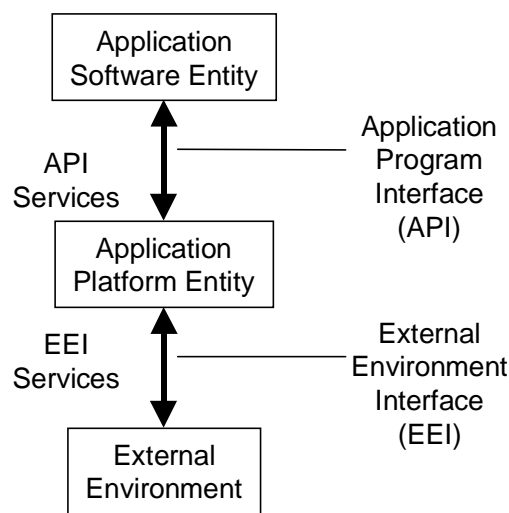 Application
Software Entity
API
Services
Application
Program
Interface
(API)
Application
Platform Entity
EEI
Services
External
Environment
Interface
(EEI)
External
Environment